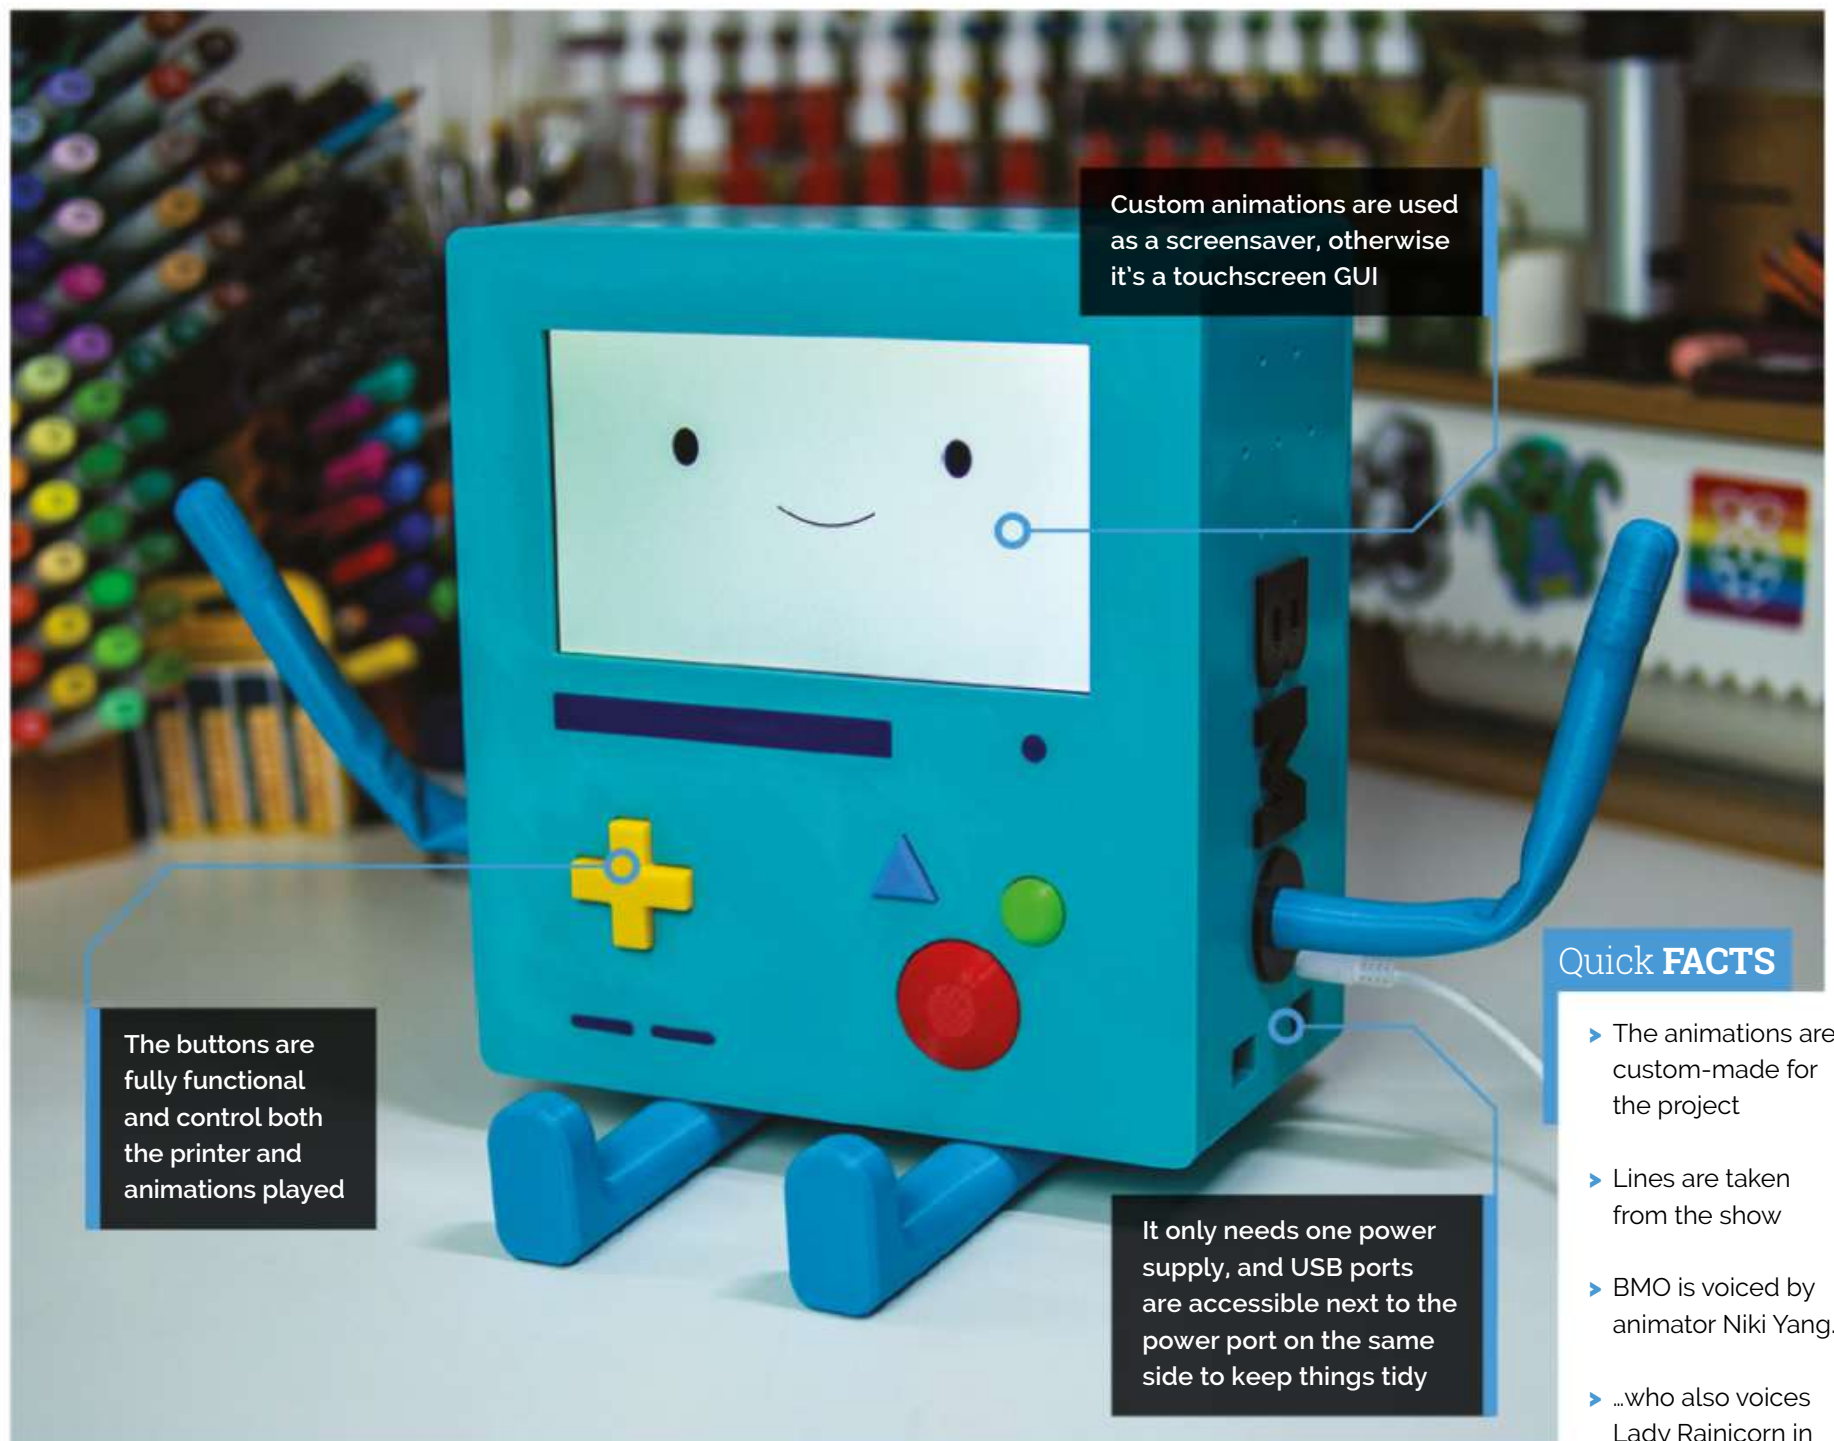 Custom animations are used
as a screensaver, otherwise
it's a touchscreen GUI
BMO
The buttons are
fully functional
and control both
the printer and
animations played
It only needs one power
supply, and USB ports
are accessible next to the
power port on the same
side to keep things tidy
Quick FACTS
> The animations are
custom-made for
the project
> Lines are taken
from the show
> BMO is voiced by
animator Niki Yang.
> …who also voices
Lady Rainicorn in